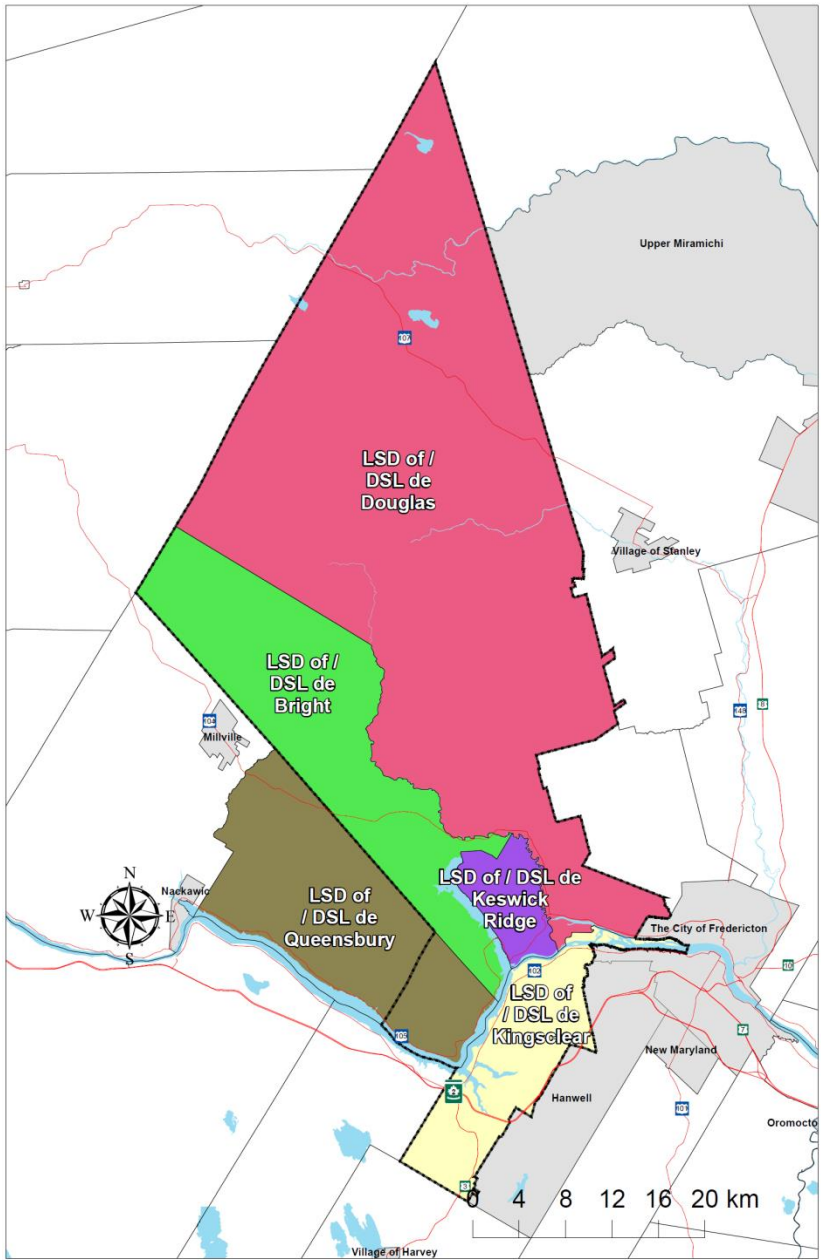 Upper Miramichi
107
LSD of /
DSL de
Douglas
Village of Stanley
LSD of /
DSL de
Bright
104
Millville
148
8
N
W
E
S
Nackawic
LSD of
/ DSL de
Queensbury
LSD of / DSL de
Keswick
Ridge
The City of Fredericton
102
10
LSD of
/ DSL de
Kingsclear
105
7
New Maryland
2
Hanwell
101
Oromocto
3
0 4 8 12 16 20 km
Village of Harvey